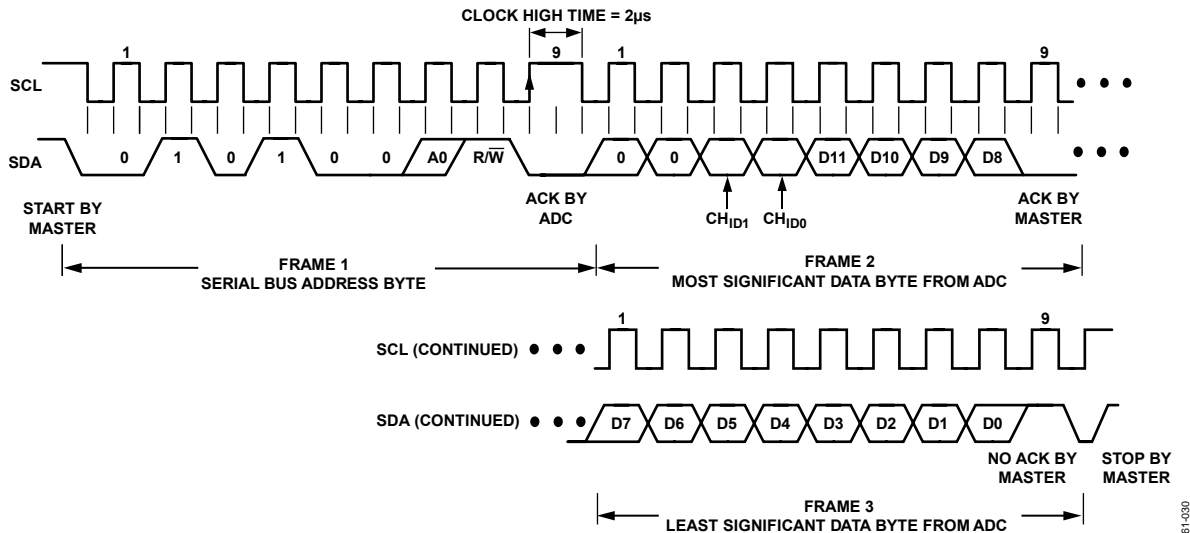 CLOCK HIGH TIME = 2µs
1 9 1 9
SCL
SDA 0 1 0 1 0 0 A0 R/W̅ 0 0 D11 D10 D9 D8
START BY
MASTER
ACK BY
ADC
CH_ID1 CH_ID0
ACK BY
MASTER
FRAME 1
SERIAL BUS ADDRESS BYTE
FRAME 2
MOST SIGNIFICANT DATA BYTE FROM ADC
1 9
SCL (CONTINUED)
SDA (CONTINUED) D7 D6 D5 D4 D3 D2 D1 D0
NO ACK BY
MASTER
STOP BY
MASTER
FRAME 3
LEAST SIGNIFICANT DATA BYTE FROM ADC
61-030